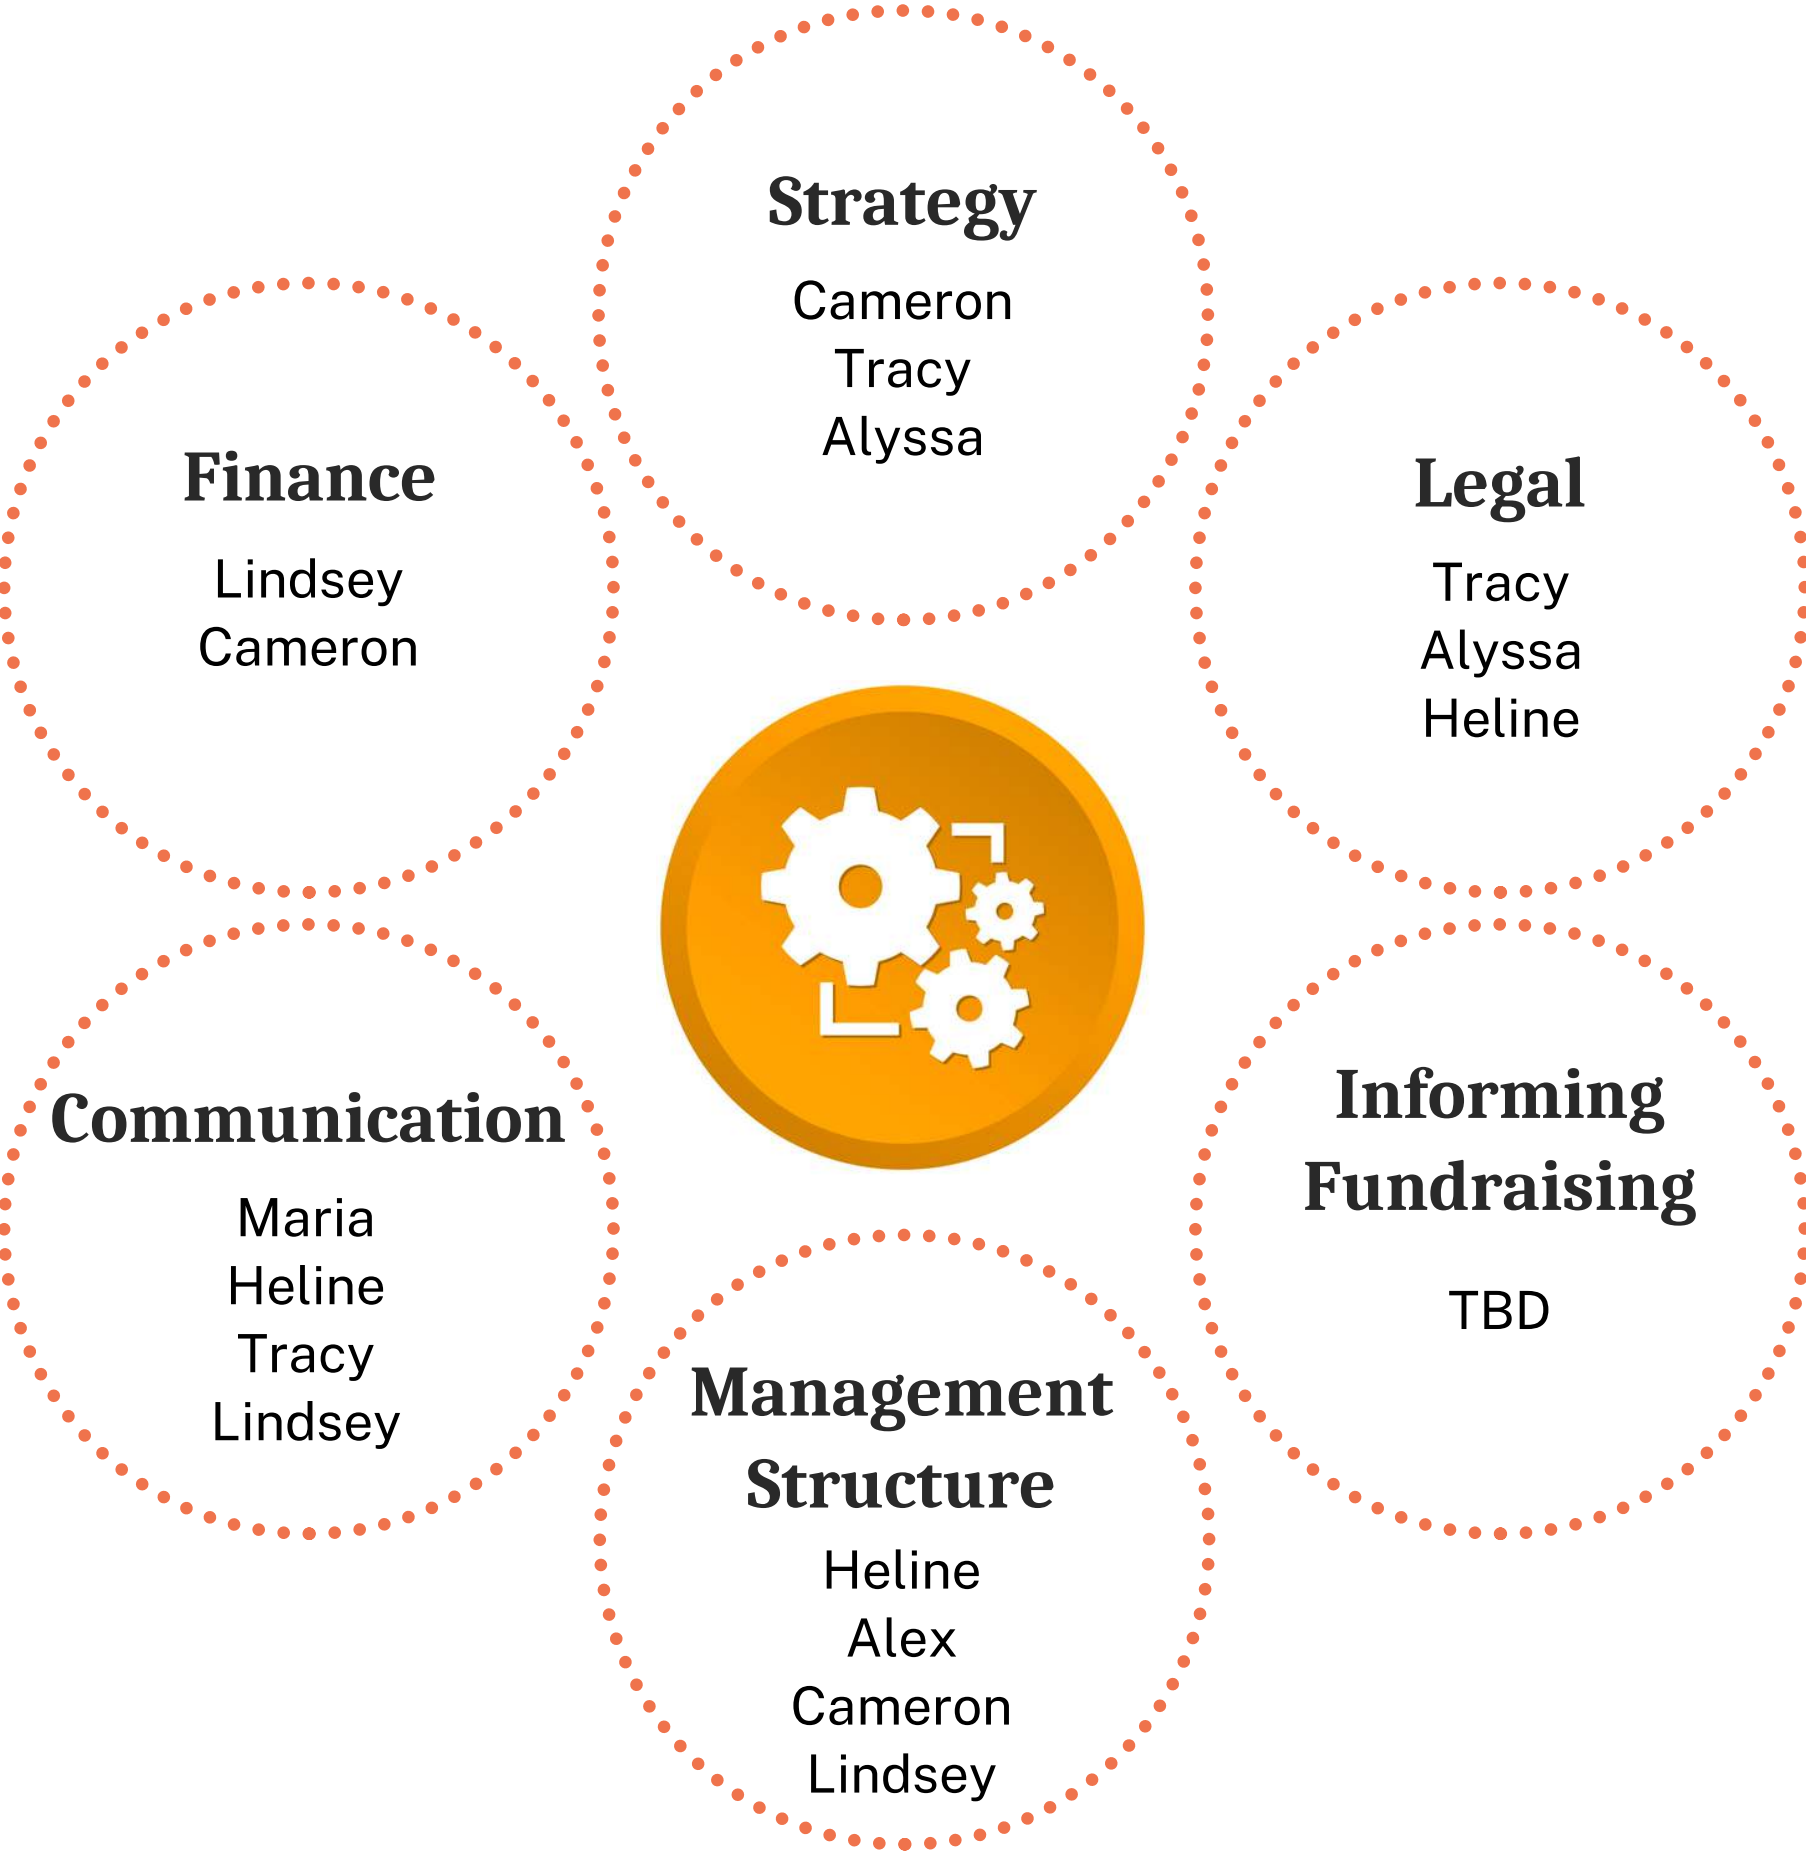 Strategy
Cameron
Tracy
Alyssa
Finance
Lindsey
Cameron
Legal
Tracy
Alyssa
Heline
Communication
Maria
Heline
Tracy
Lindsey
Informing
Fundraising
TBD
Management
Structure
Heline
Alex
Cameron
Lindsey